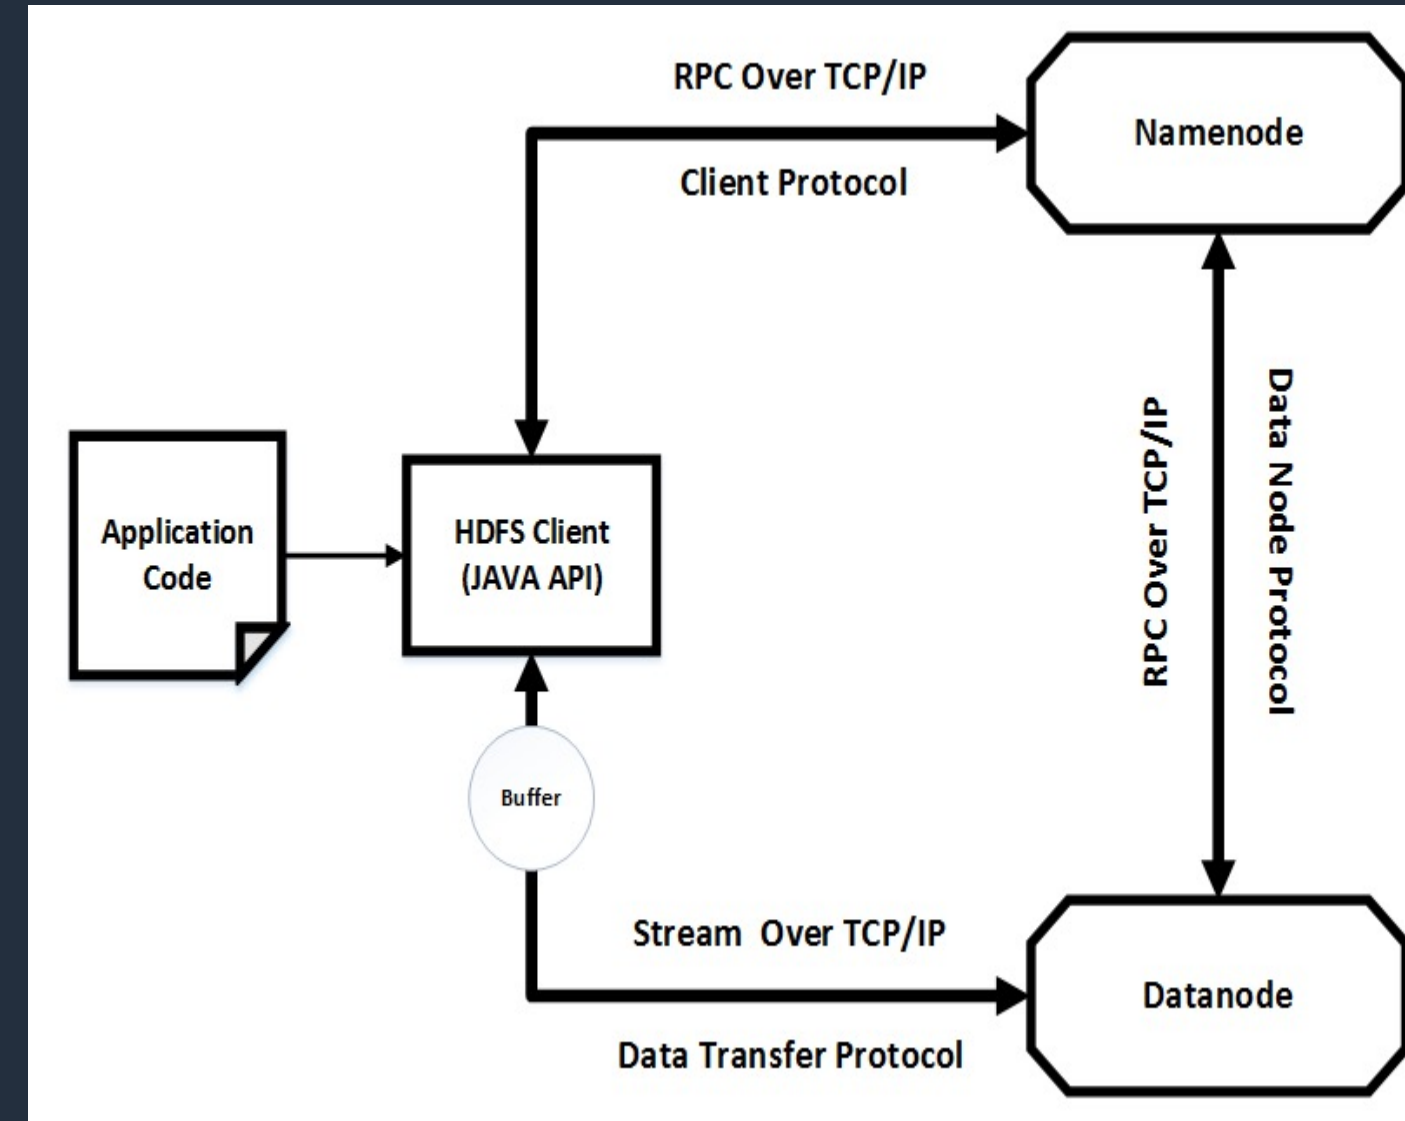 RPC Over TCP/IP
Client Protocol
Namenode
Application
Code
HDFS Client
(JAVA API)
RPC Over TCP/IP
Data Node Protocol
Buffer
Stream Over TCP/IP
Data Transfer Protocol
Datanode